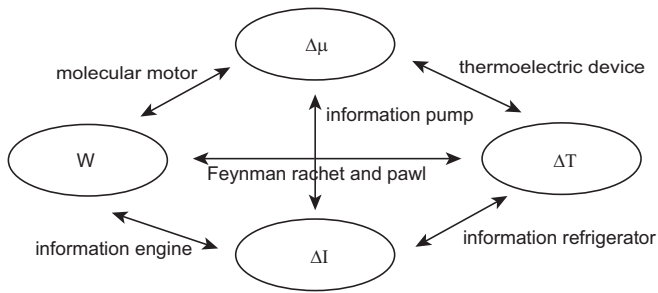 Δμ
molecular motor
thermoelectric device
information pump
W
ΔT
Feynman rachet and pawl
information engine
information refrigerator
ΔI